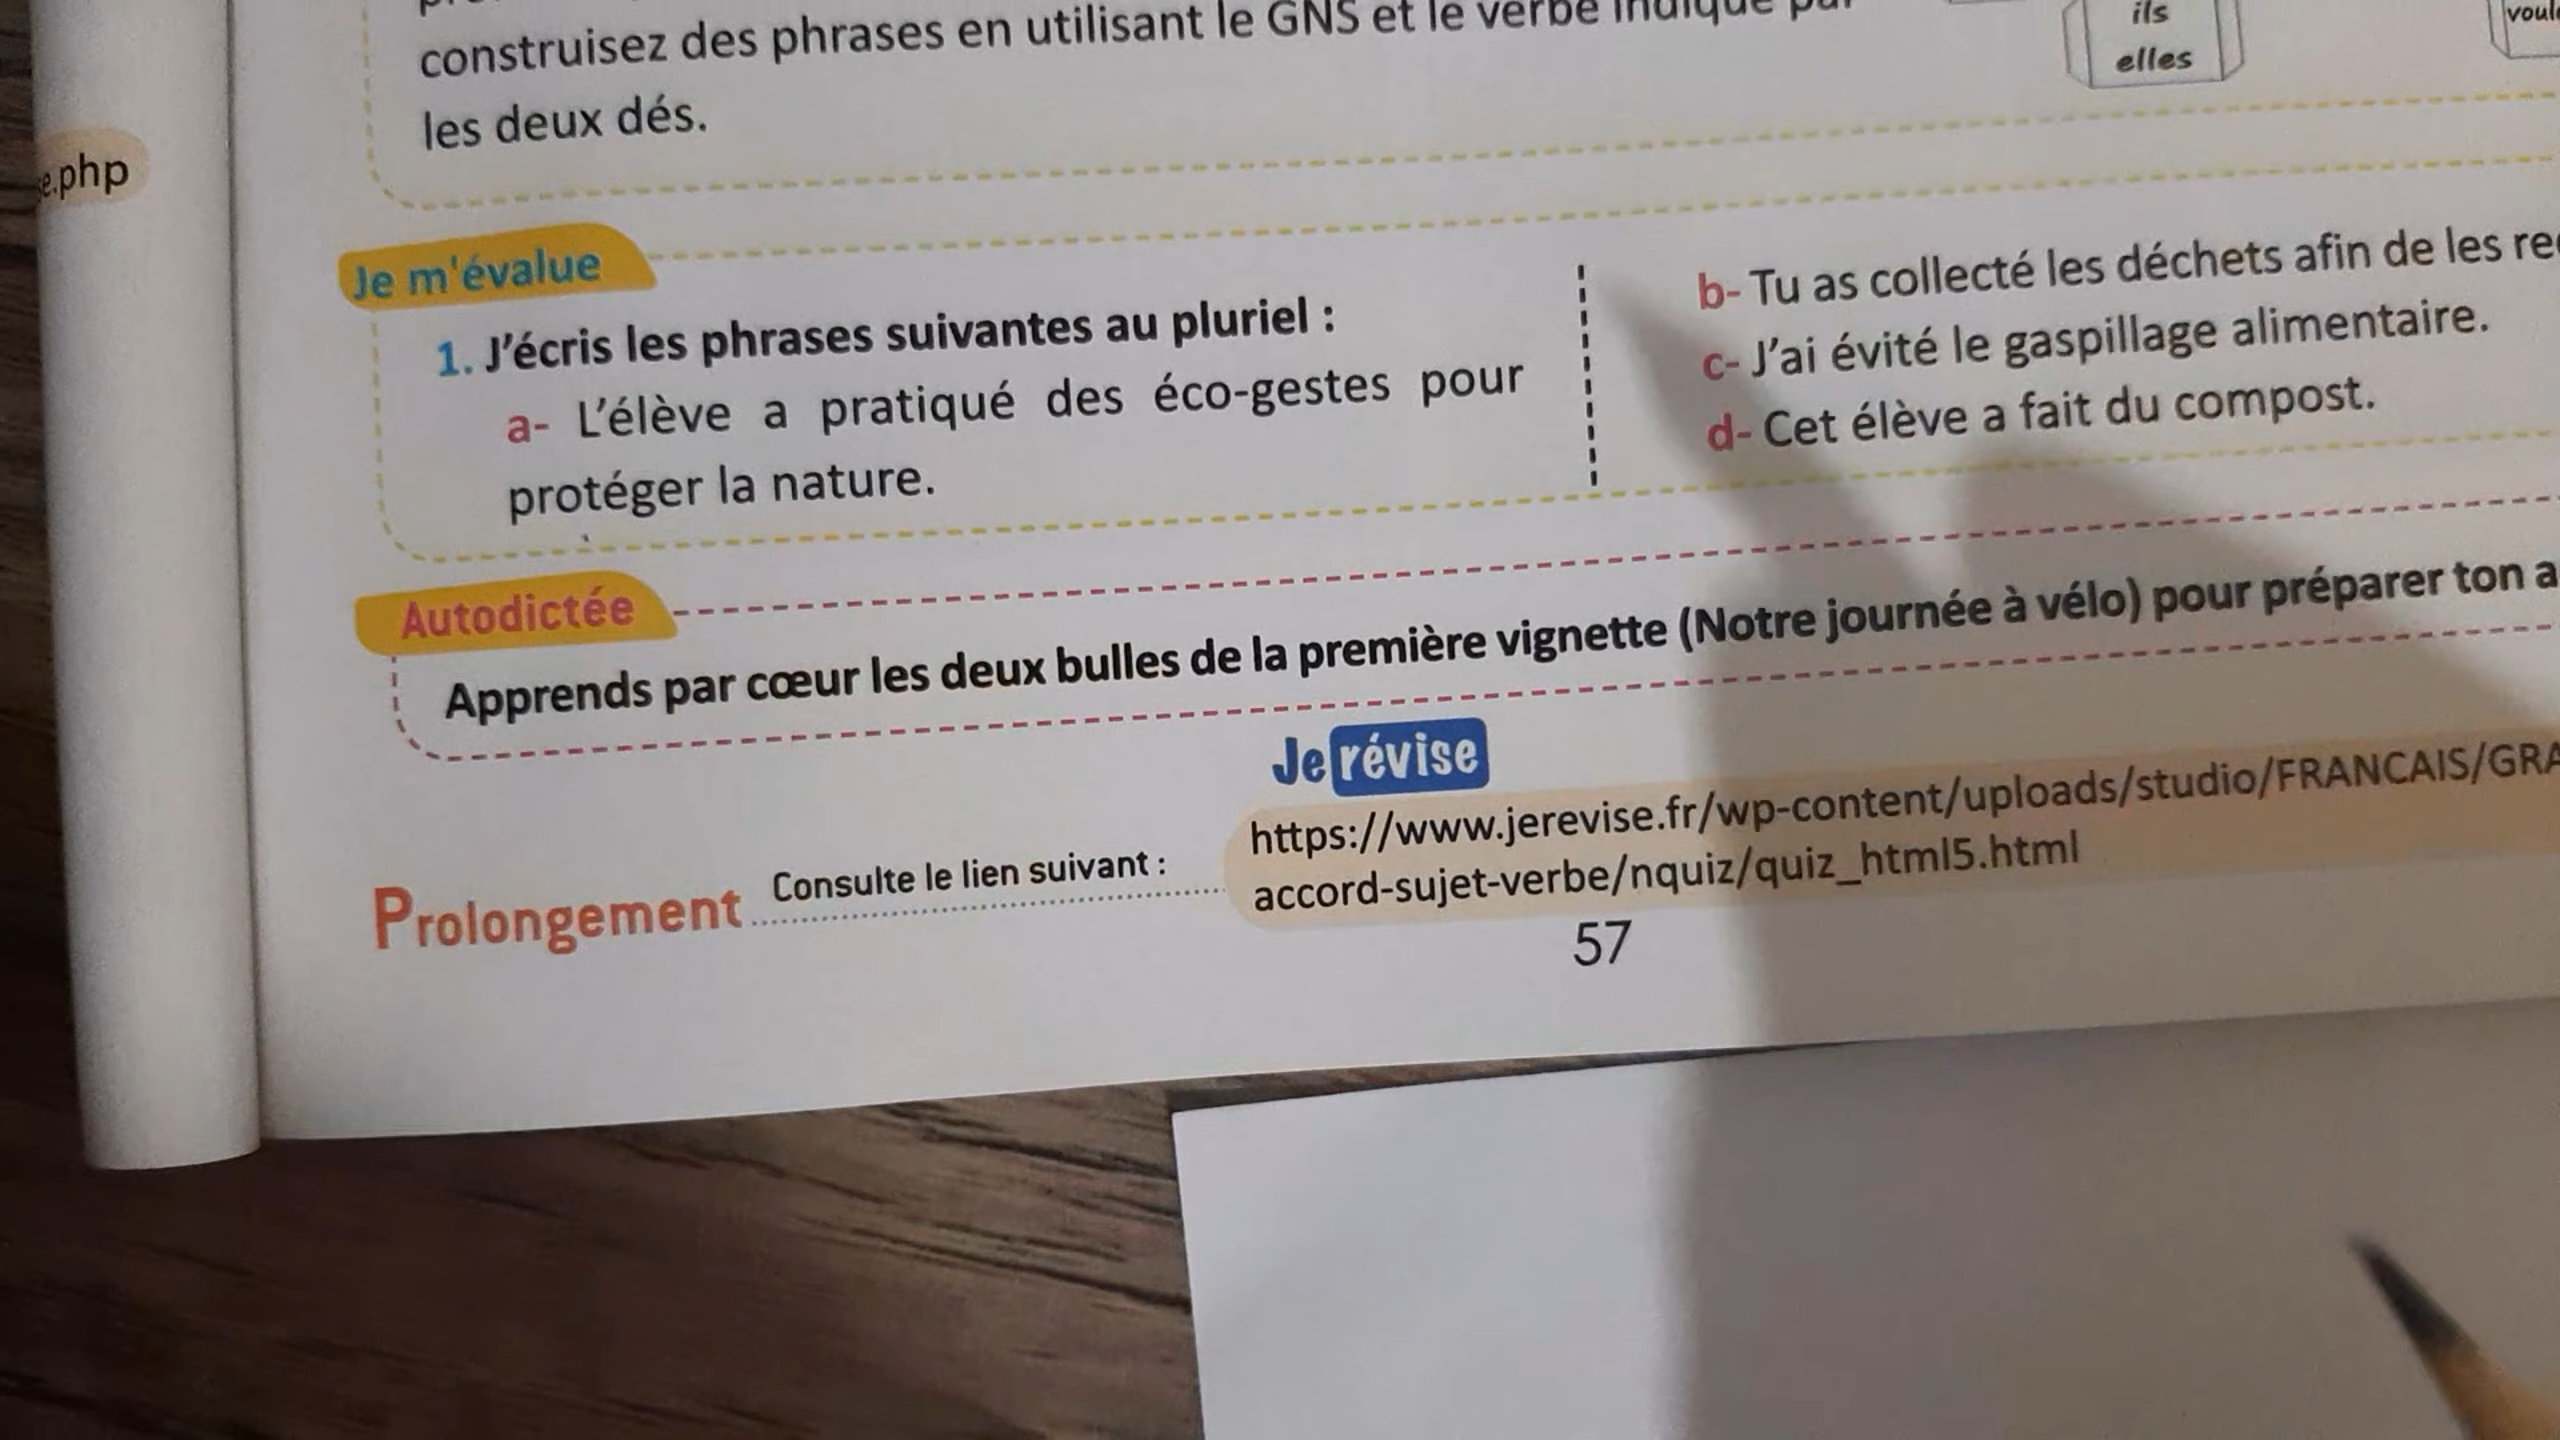 construisez des phrases en utilisant le GNS et le verbe indiqué par
les deux dés.
ils
elles
e.php
Je m'évalue
1. J'écris les phrases suivantes au pluriel :
a- L'élève a pratiqué des éco-gestes pour
protéger la nature.
b- Tu as collecté les déchets afin de les
c- J'ai évité le gaspillage alimentaire.
d- Cet élève a fait du compost.
Autodictée
Apprends par cœur les deux bulles de la première vignette (Notre journée à vélo) pour préparer ton
Je révise
Prolongement Consulte le lien suivant :
https://www.jerevise.fr/wp-content/uploads/studio/FRANCAIS/GRA
accord-sujet-verbe/nquiz/quiz_html5.html
57